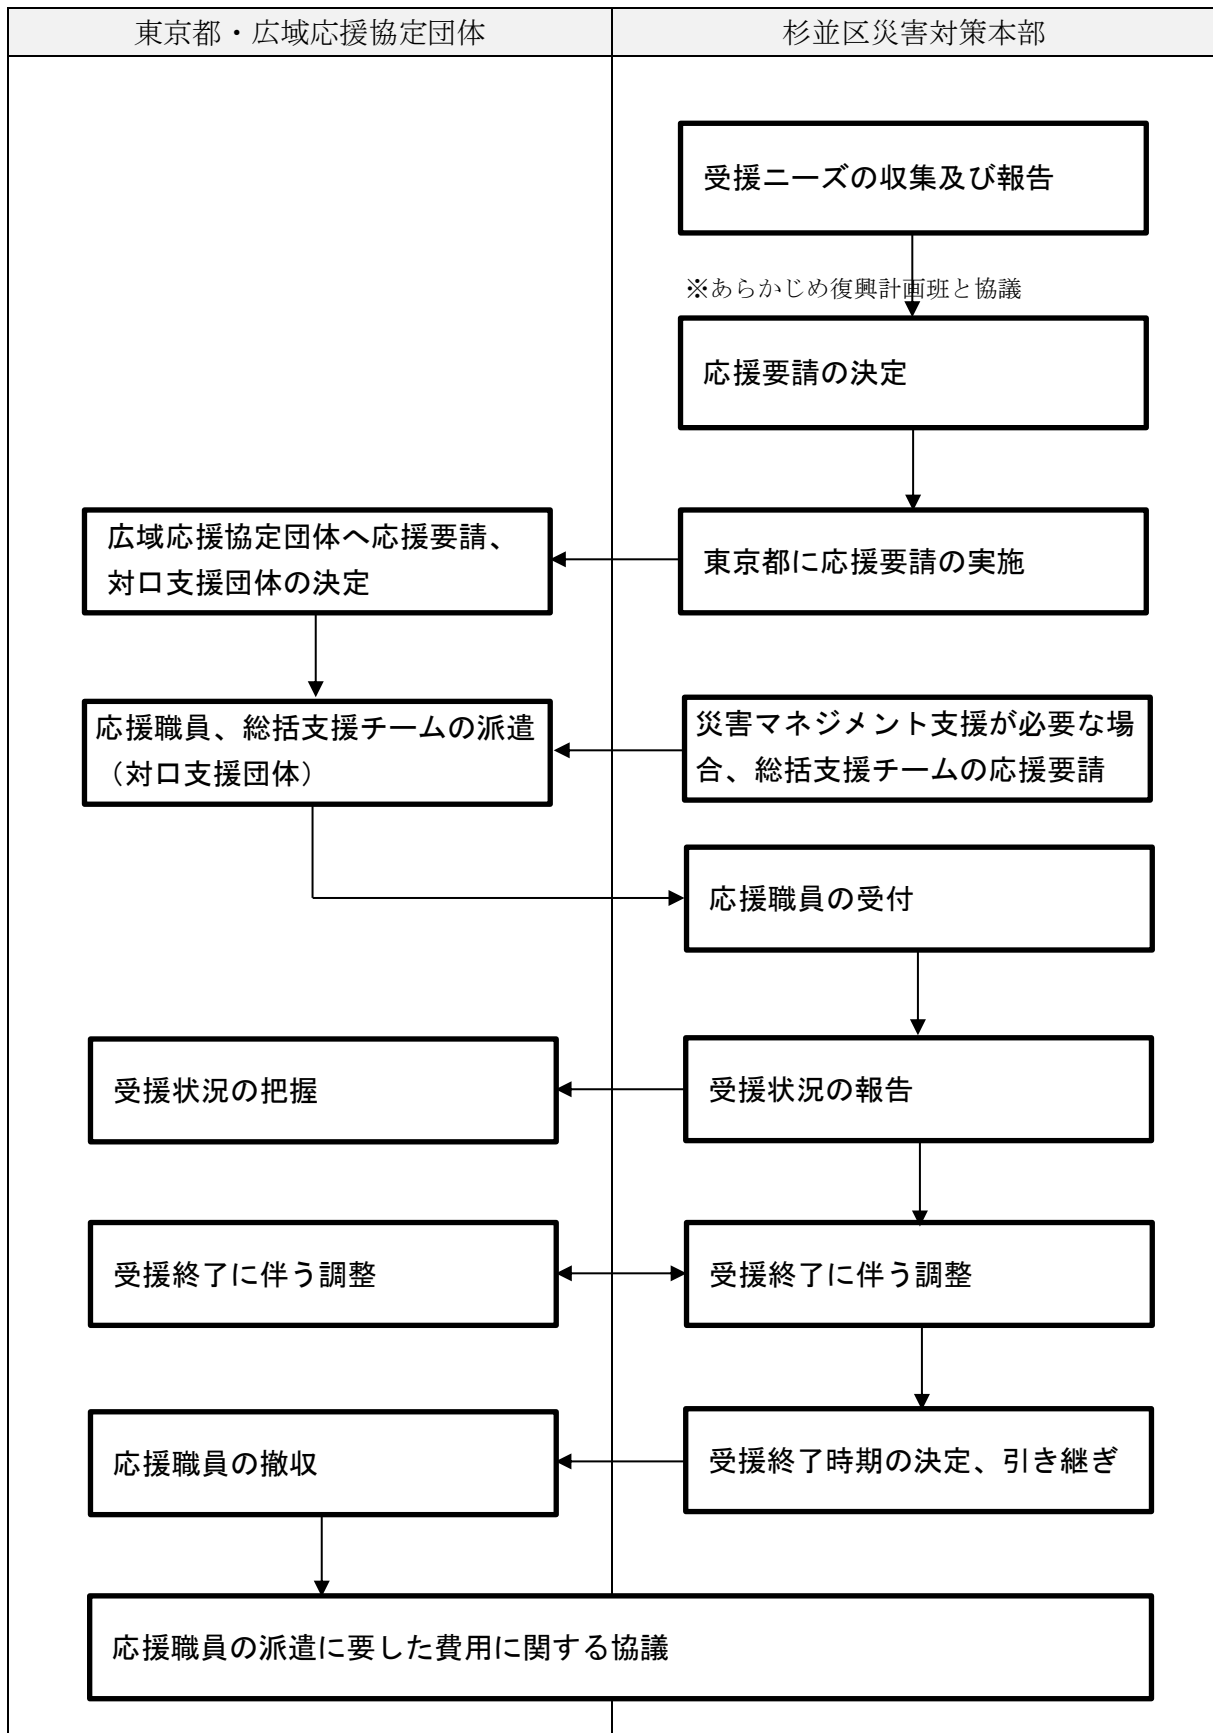 東京都・広域応援協定団体
杉並区災害対策本部
受援ニーズの収集及び報告
※あらかじめ復興計画班と協議
応援要請の決定
広域応援協定団体へ応援要請、
対口支援団体の決定
東京都に応援要請の実施
応援職員、総括支援チームの派遣
（対口支援団体）
災害マネジメント支援が必要な場
合、総括支援チームの応援要請
応援職員の受付
受援状況の把握
受援状況の報告
受援終了に伴う調整
受援終了に伴う調整
応援職員の撤収
受援終了時期の決定、引き継ぎ
応援職員の派遣に要した費用に関する協議